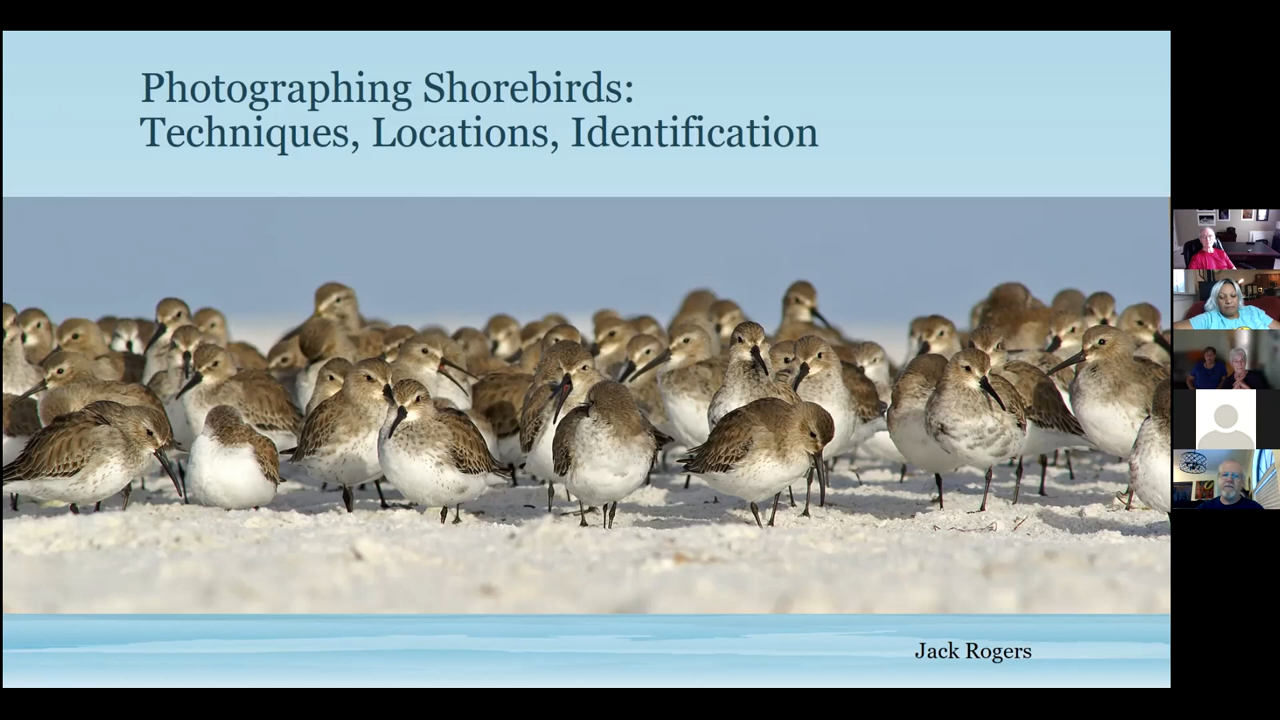 Photographing Shorebirds:
Techniques, Locations, Identification
Jack Rogers